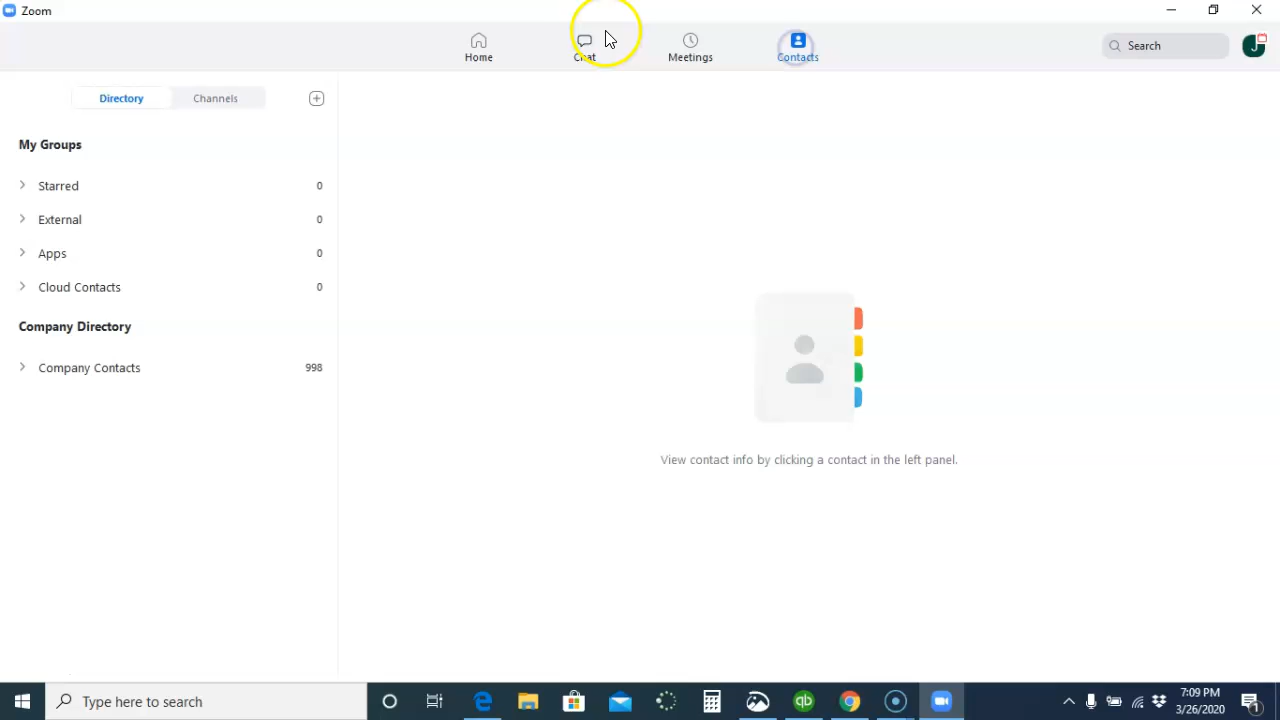 Zoom
Home
Chat
Meetings
Contacts
Search
J
Directory
Channels
My Groups
Starred 0
External 0
Apps 0
Cloud Contacts 0
Company Directory
Company Contacts 998
View contact info by clicking a contact in the left panel.
Type here to search
qb
7:09 PM
3/26/2020
1